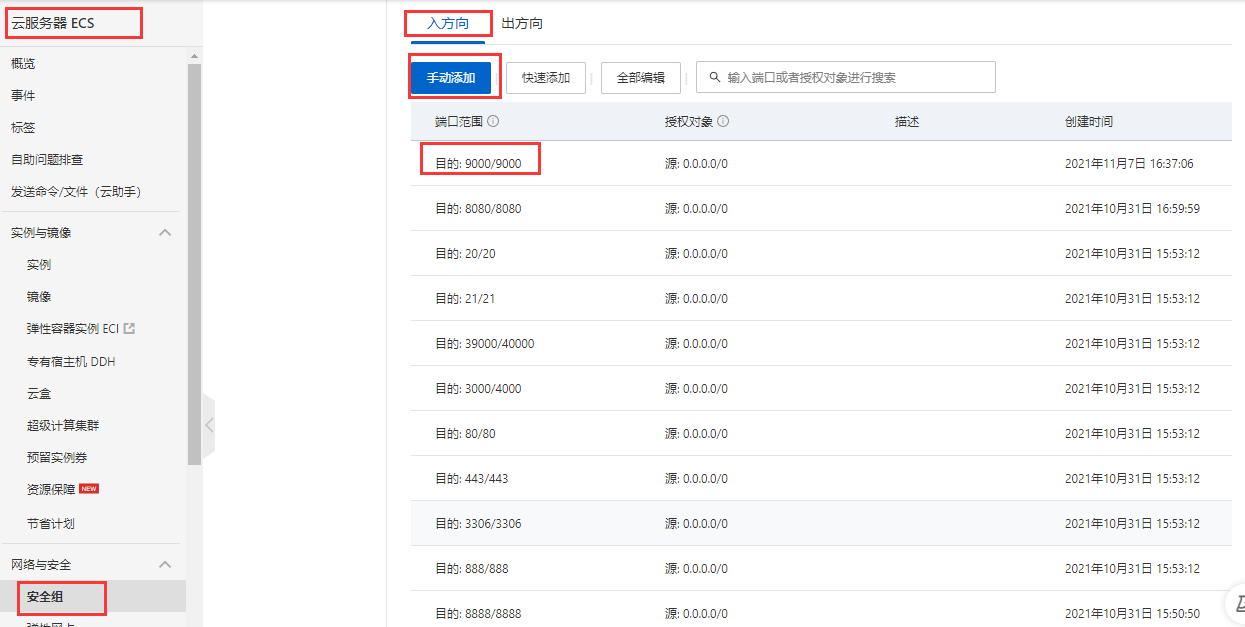 云服务器 ECS
概览
事件
标签
自助问题排查
发送命令/文件（云助手）
实例与镜像
实例
镜像
弹性容器实例 ECI
专有宿主机 DDH
云盒
超级计算集群
预留实例券
资源保障 NEW
节省计划
网络与安全
安全组
入方向 出方向
手动添加 快速添加 全部编辑 输入端口或者授权对象进行搜索
端口范围 授权对象 描述 创建时间
目的: 9000/9000 源: 0.0.0.0/0 2021年11月7日 16:37:06
目的: 8080/8080 源: 0.0.0.0/0 2021年10月31日 16:59:59
目的: 20/20 源: 0.0.0.0/0 2021年10月31日 15:53:12
目的: 21/21 源: 0.0.0.0/0 2021年10月31日 15:53:12
目的: 39000/40000 源: 0.0.0.0/0 2021年10月31日 15:53:12
目的: 3000/4000 源: 0.0.0.0/0 2021年10月31日 15:53:12
目的: 80/80 源: 0.0.0.0/0 2021年10月31日 15:53:12
目的: 443/443 源: 0.0.0.0/0 2021年10月31日 15:53:12
目的: 3306/3306 源: 0.0.0.0/0 2021年10月31日 15:53:12
目的: 888/888 源: 0.0.0.0/0 2021年10月31日 15:53:12
目的: 8888/8888 源: 0.0.0.0/0 2021年10月31日 15:50:50